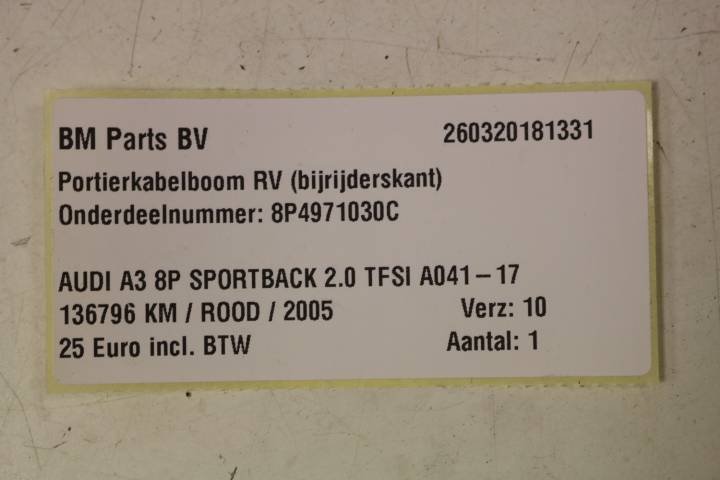 BM Parts BV 260320181331
Portierkabelboom RV (bijrijderskant)
Onderdeelnummer: 8P4971030C
AUDI A3 8P SPORTBACK 2.0 TFSI A041-17
136796 KM / ROOD / 2005 Verz: 10
25 Euro incl. BTW Aantal: 1